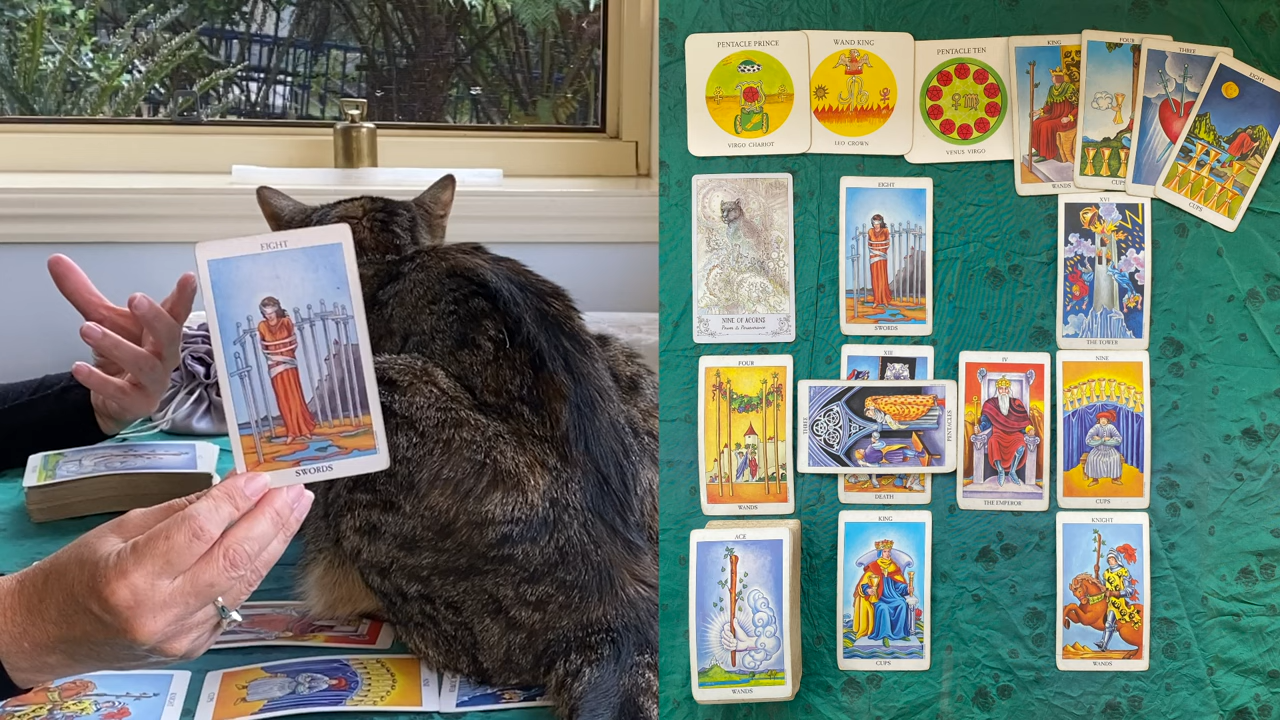 EIGHT
SWORDS
PENTACLE PRINCE
VIRGO CHARIOT
WAND KING
LEO CROWN
PENTACLE TEN
VENUS VIRGO
KING
WANDS
FOUR
CUPS
THREE
EIGHT
CUPS
NINE OF ACORNS
Power & Perseverance
EIGHT
SWORDS
XVI
THE TOWER
FOUR
WANDS
XIII
DEATH
THREE
PENTACLES
IV
THE EMPEROR
NINE
CUPS
ACE
WANDS
KING
CUPS
KNIGHT
WANDS